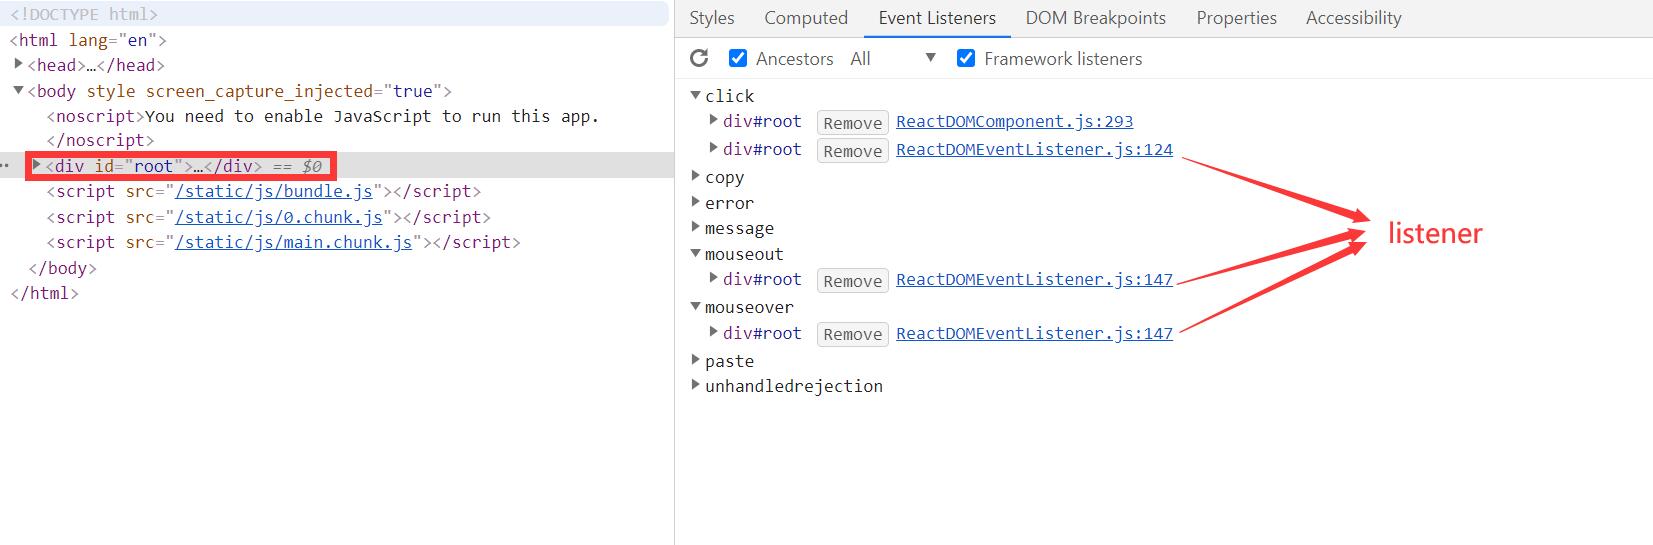 <!DOCTYPE html>
<html lang="en">
<head>…</head>
<body style screen_capture_injected="true">
<noscript>You need to enable JavaScript to run this app.
</noscript>
<div id="root">…</div> == $0
<script src="/static/js/bundle.js"></script>
<script src="/static/js/0.chunk.js"></script>
<script src="/static/js/main.chunk.js"></script>
</body>
</html>
Styles Computed Event Listeners DOM Breakpoints Properties Accessibility
Ancestors All Framework listeners
click
div#root Remove ReactDOMComponent.js:293
div#root Remove ReactDOMEventListener.js:124
copy
error
message
mouseout
div#root Remove ReactDOMEventListener.js:147
mouseover
div#root Remove ReactDOMEventListener.js:147
paste
unhandledrejection
listener